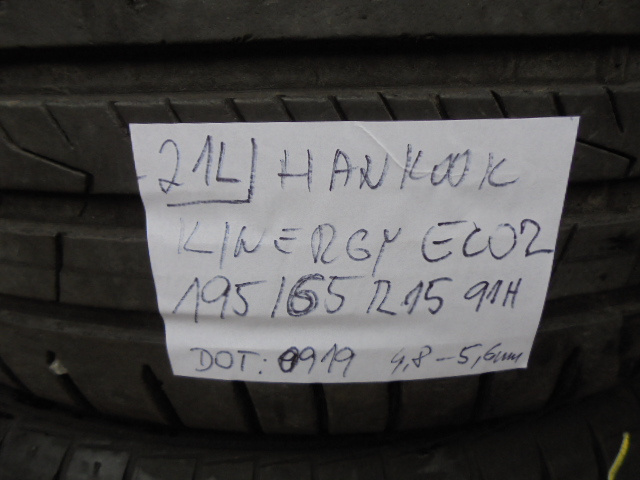 21L HANKOOK
KINERGY ECO2
195/65 R15 91H
DOT: 0919 4,8-5,6mm